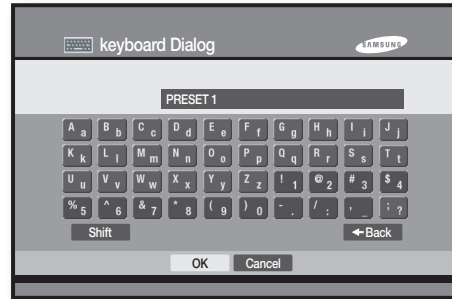 keyboard Dialog
SAMSUNG
PRESET 1
A a B b C c D d E e F f G g H h I i J j
K k L l M m N n O o P p Q q R r S s T t
U u V v W w X x Y y Z z ! 1 @ 2 # 3 $ 4
% 5 ^ 6 & 7 * 8 ( 9 ) 0 - . / : ' _ ; ?
Shift Back
OK Cancel